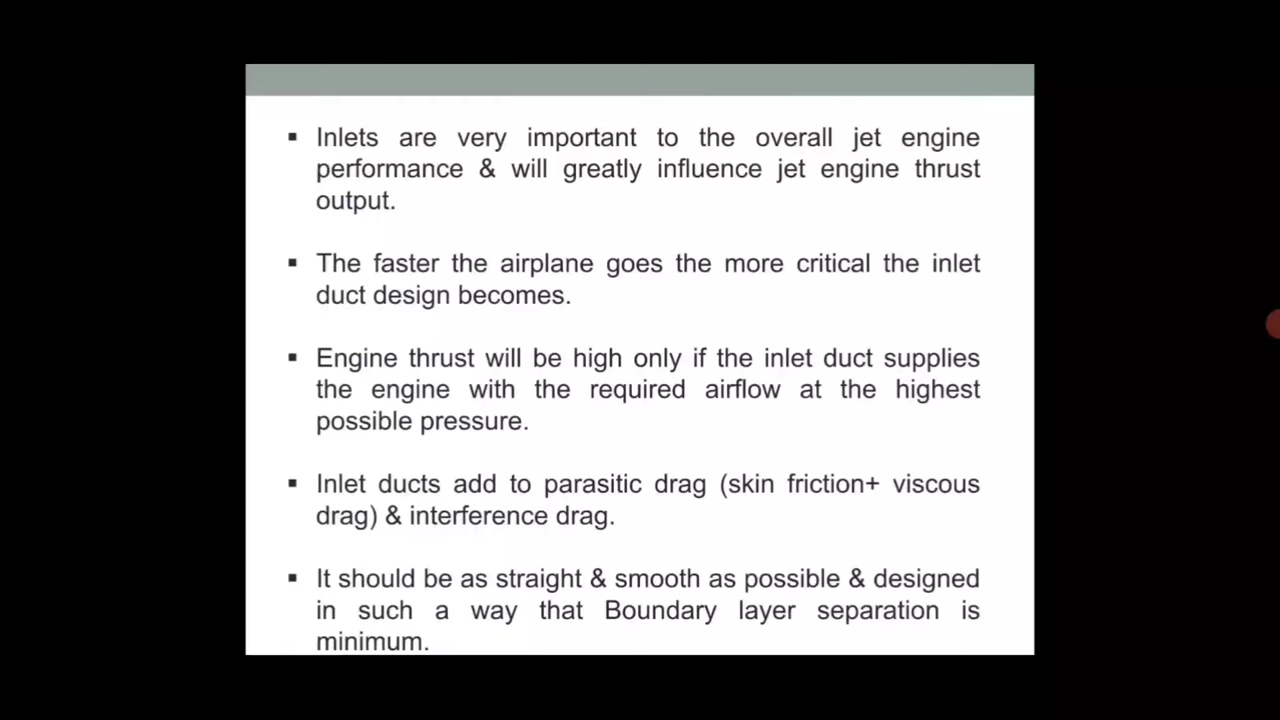 ▪ Inlets are very important to the overall jet engine
performance & will greatly influence jet engine thrust
output.
▪ The faster the airplane goes the more critical the inlet
duct design becomes.
▪ Engine thrust will be high only if the inlet duct supplies
the engine with the required airflow at the highest
possible pressure.
▪ Inlet ducts add to parasitic drag (skin friction+ viscous
drag) & interference drag.
▪ It should be as straight & smooth as possible & designed
in such a way that Boundary layer separation is
minimum.